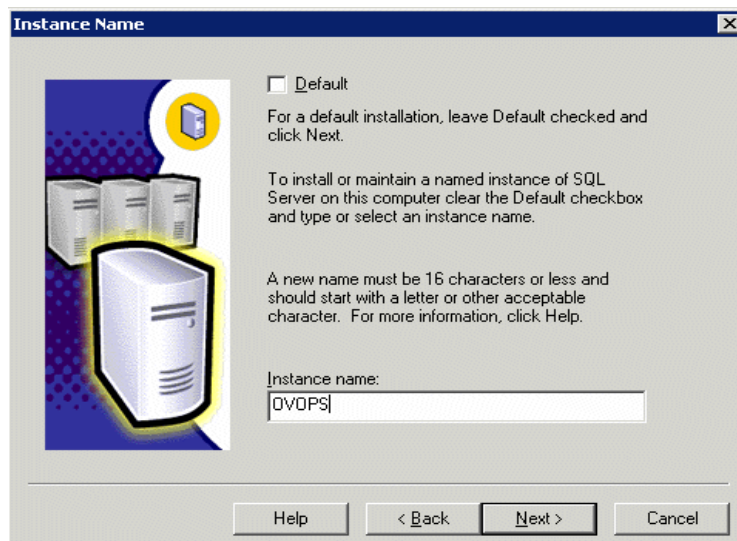 Instance Name
Default
For a default installation, leave Default checked and
click Next.
To install or maintain a named instance of SQL
Server on this computer clear the Default checkbox
and type or select an instance name.
A new name must be 16 characters or less and
should start with a letter or other acceptable
character.  For more information, click Help.
Instance name:
OVOPS
Help
< Back
Next >
Cancel